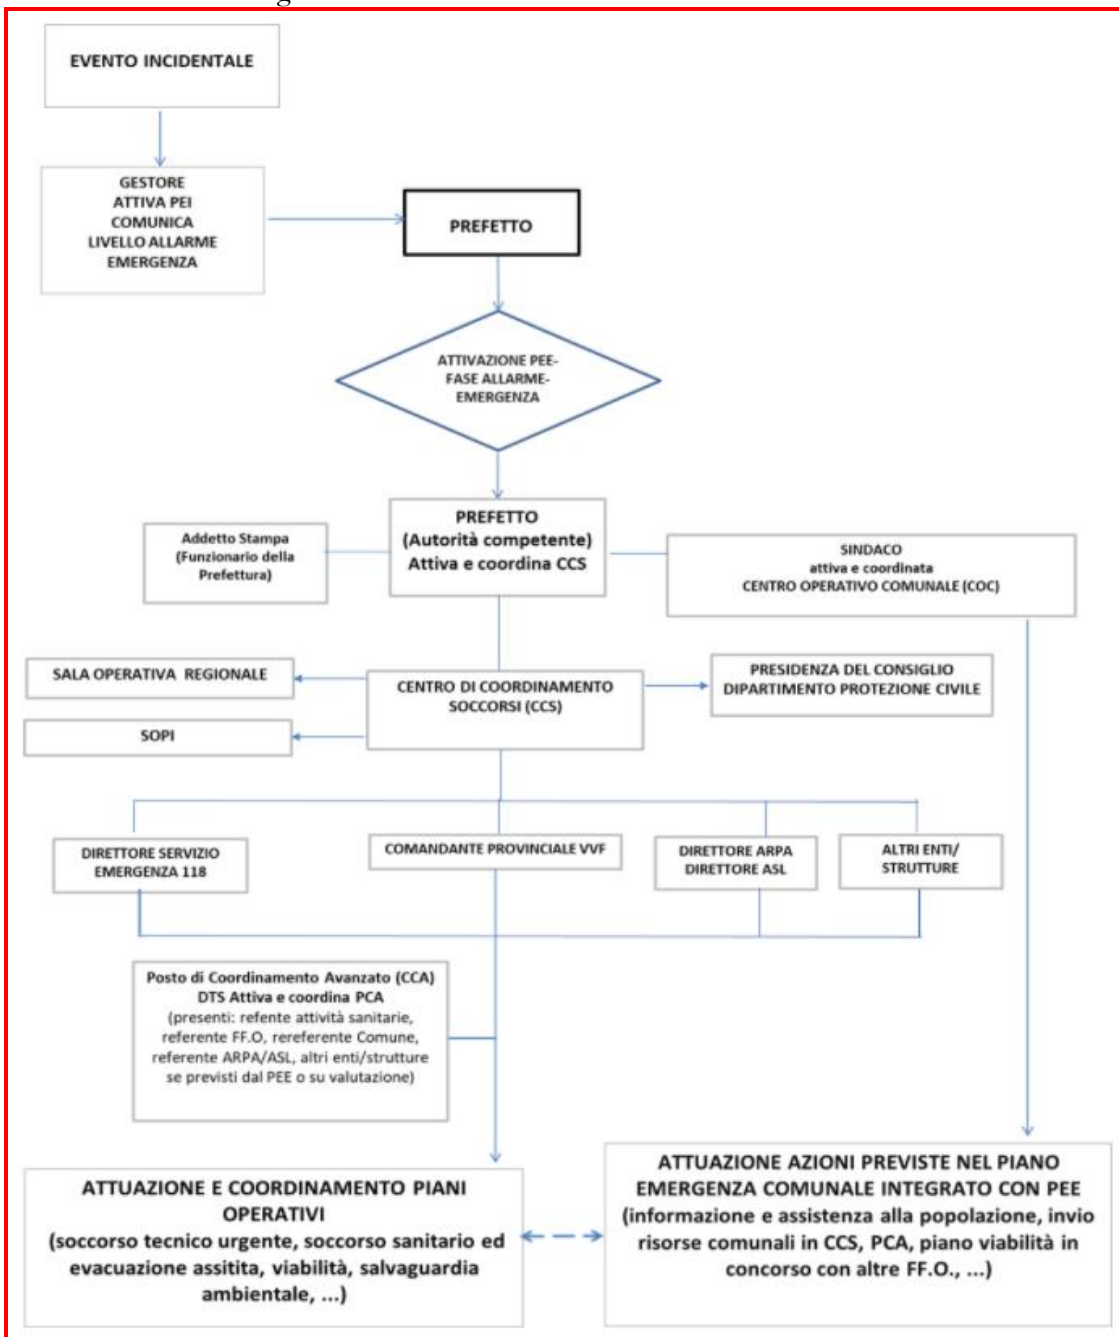 EVENTO INCIDENTALE
GESTORE
ATTIVA PEI
COMUNICA
LIVELLO ALLARME
EMERGENZA
PREFETTO
ATTIVAZIONE PEE-
FASE ALLARME-
EMERGENZA
PREFETTO
(Autorità competente)
Attiva e coordina CCS
Addetto Stampa
(Funzionario della
Prefettura)
SINDACO
attiva e coordinata
CENTRO OPERATIVO COMUNALE (COC)
SALA OPERATIVA REGIONALE
CENTRO DI COORDINAMENTO
SOCCORSI (CCS)
PRESIDENZA DEL CONSIGLIO
DIPARTIMENTO PROTEZIONE CIVILE
SOPI
DIRETTORE SERVIZIO
EMERGENZA 118
COMANDANTE PROVINCIALE VVF
DIRETTORE ARPA
DIRETTORE ASL
ALTRI ENTI/
STRUTTURE
Posto di Coordinamento Avanzato (CCA)
DTS Attiva e coordina PCA
(presenti: refente attività sanitarie,
referente FF.O, rereferente Comune,
referente ARPA/ASL, altri enti/strutture
se previsti dal PEE o su valutazione)
ATTUAZIONE E COORDINAMENTO PIANI
OPERATIVI
(soccorso tecnico urgente, soccorso sanitario ed
evacuazione assitita, viabilità, salvaguardia
ambientale, ...)
ATTUAZIONE AZIONI PREVISTE NEL PIANO
EMERGENZA COMUNALE INTEGRATO CON PEE
(informazione e assistenza alla popolazione, invio
risorse comunali in CCS, PCA, piano viabilità in
concorso con altre FF.O., ...)